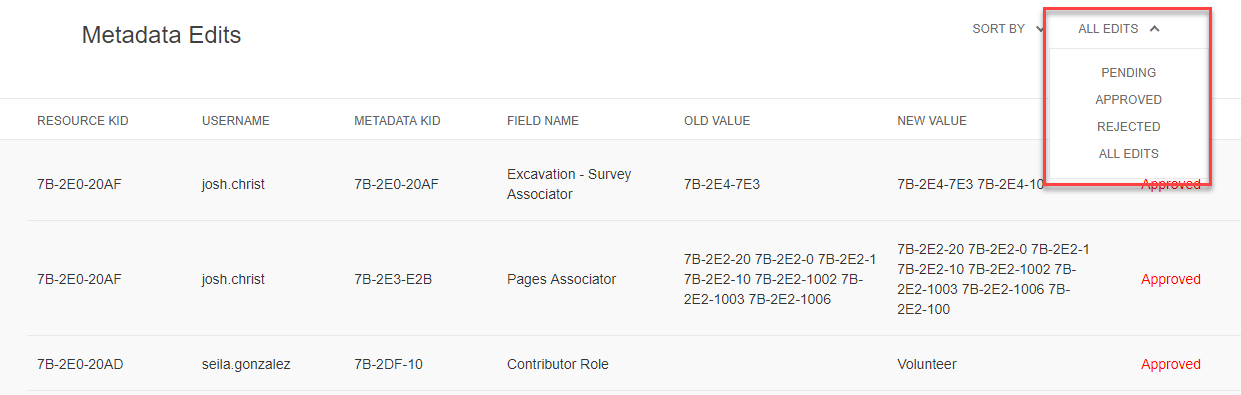 Metadata Edits
SORT BY
ALL EDITS
PENDING
APPROVED
REJECTED
ALL EDITS
RESOURCE KID USERNAME METADATA KID FIELD NAME OLD VALUE NEW VALUE
7B-2E0-20AF josh.christ 7B-2E0-20AF Excavation - Survey
Associator
7B-2E4-7E3 7B-2E4-7E3 7B-2E4-10 Approved
7B-2E0-20AF josh.christ 7B-2E3-E2B Pages Associator
7B-2E2-20 7B-2E2-0 7B-2E2-1
7B-2E2-10 7B-2E2-1002 7B-
2E2-1003 7B-2E2-1006
7B-2E2-20 7B-2E2-0 7B-2E2-1
7B-2E2-10 7B-2E2-1002 7B-
2E2-1003 7B-2E2-1006 7B-
2E2-100
Approved
7B-2E0-20AD seila.gonzalez 7B-2DF-10 Contributor Role Volunteer Approved